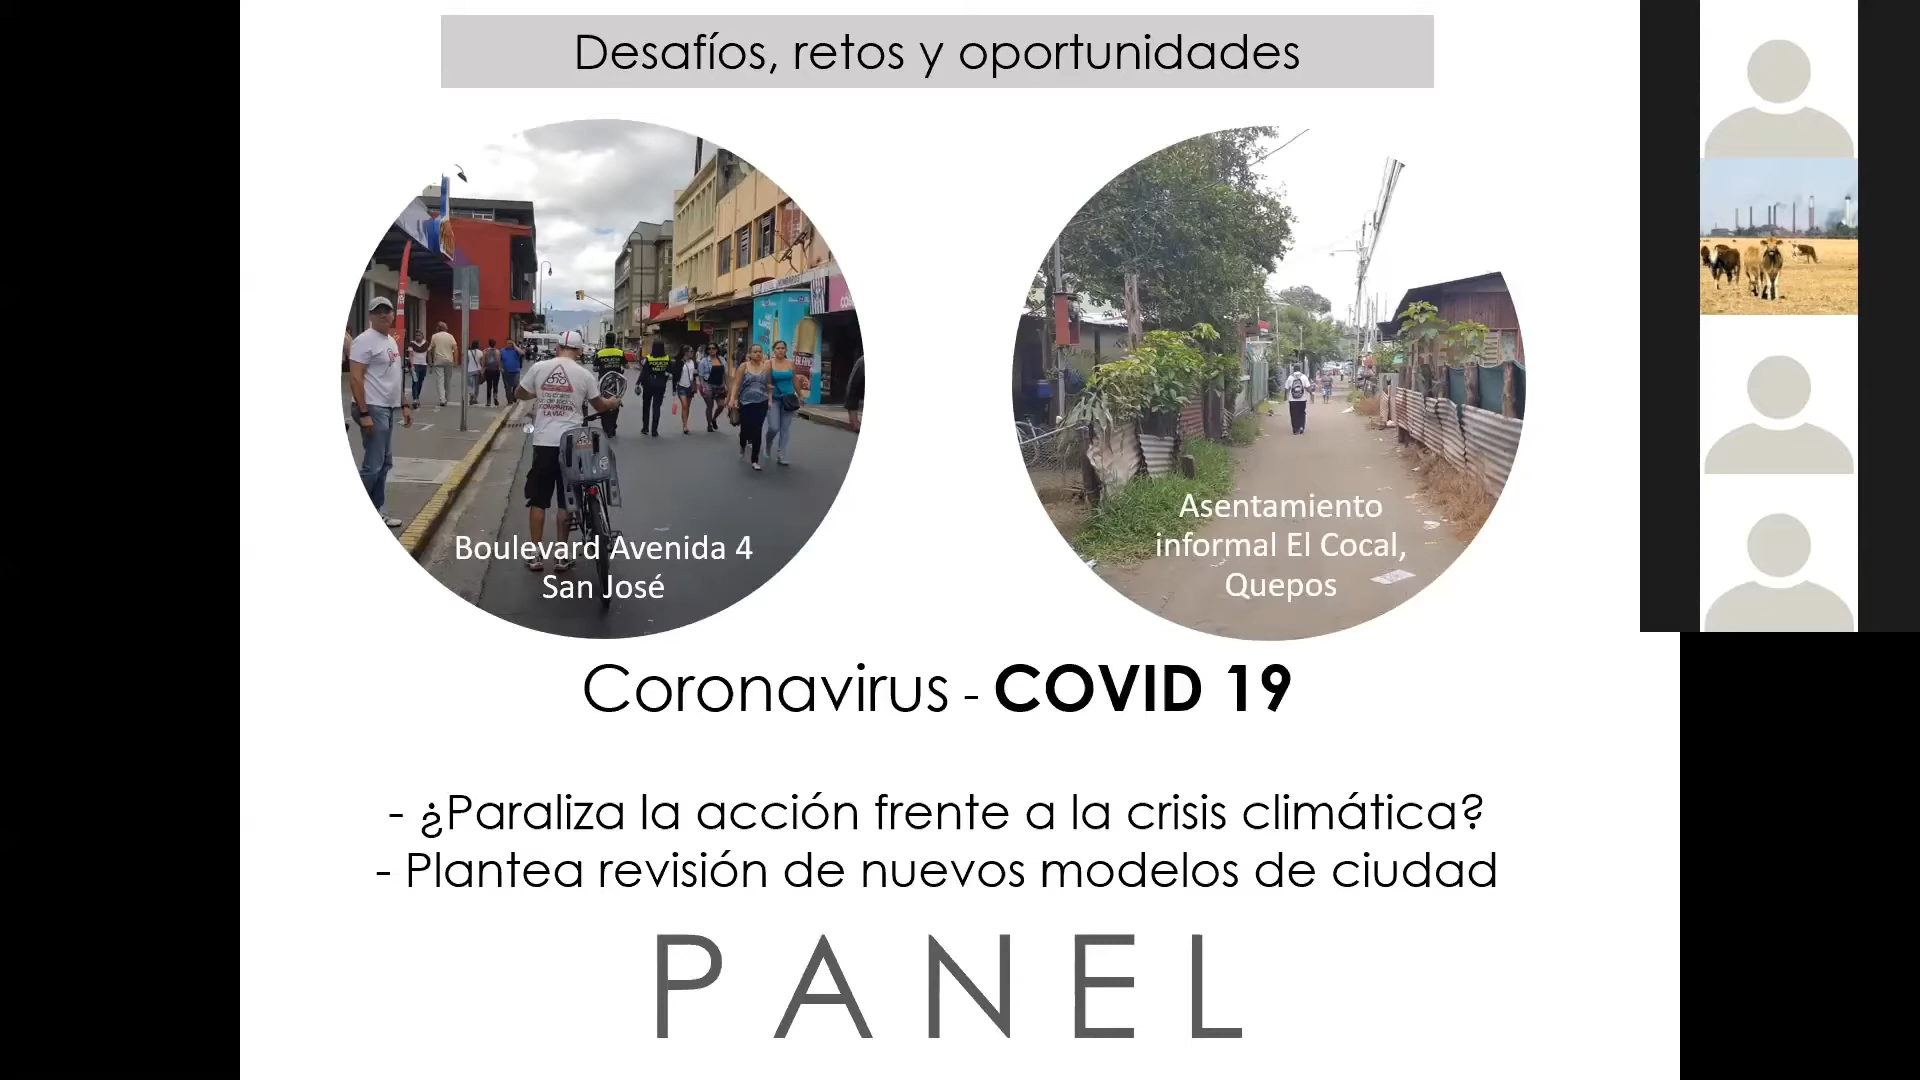 Desafíos, retos y oportunidades
Boulevard Avenida 4
San José
Asentamiento
informal El Cocal,
Quepos
Coronavirus - COVID 19
- ¿Paraliza la acción frente a la crisis climática?
- Plantea revisión de nuevos modelos de ciudad
PANEL